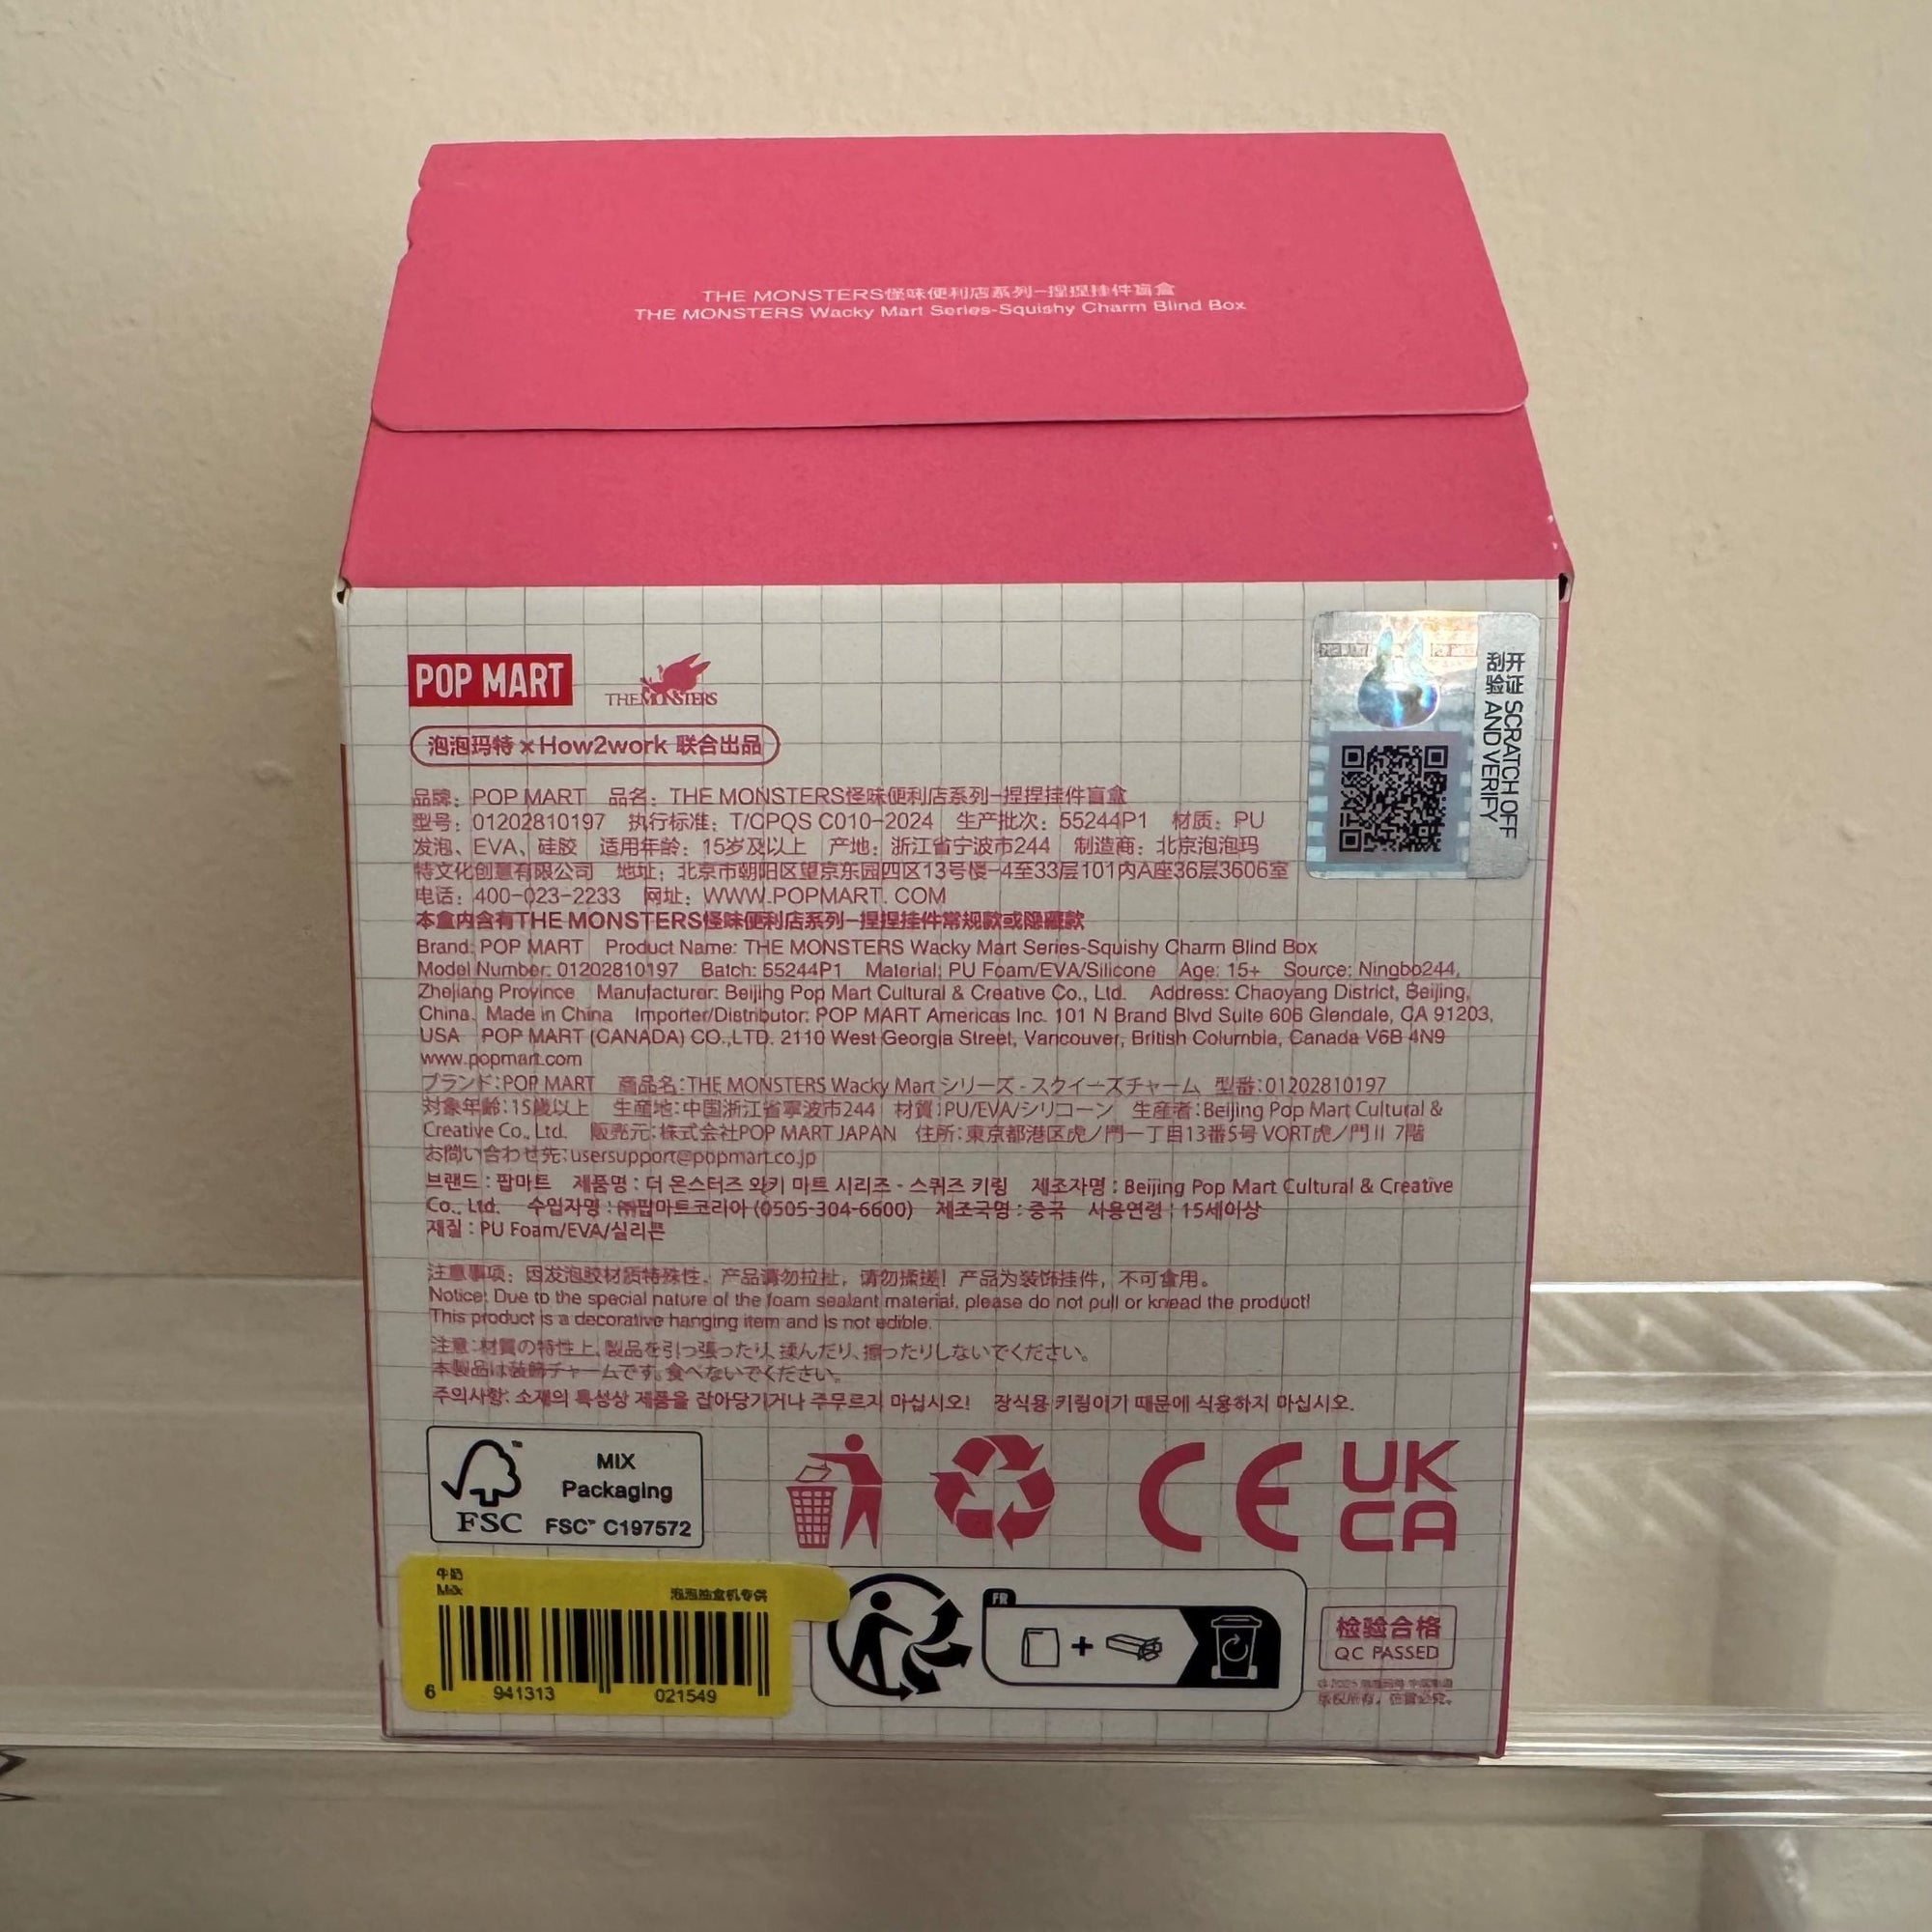 THE MONSTERS怪味便利店系列-捏捏挂件盲盒
THE MONSTERS Wacky Mart Series-Squishy Charm Blind Box
POP MART
THE MONSTERS
泡泡玛特 × How2work 联合出品
开证 SCRATCH OFF
刮验 AND VERIFY
品牌：POP MART 品名：THE MONSTERS怪味便利店系列-捏捏挂件盲盒
型号：01202810197 执行标准：T/CPQS C010-2024 生产批次：55244P1 材质：PU
发泡、EVA、硅胶 适用年龄：15岁及以上 产地：浙江省宁波市244 制造商：北京泡泡玛
特文化创意有限公司 地址：北京市朝阳区望京东园四区13号楼-4至33层101内A座36层3606室
电话：400-023-2233 网址：WWW.POPMART.COM
本盒内含有THE MONSTERS怪味便利店系列-捏捏挂件常规款或隐藏款
Brand: POP MART Product Name: THE MONSTERS Wacky Mart Series-Squishy Charm Blind Box
Model Number: 01202810197 Batch: 55244P1 Material: PU Foam/EVA/Silicone Age: 15+ Source: Ningbo244,
Zhejiang Province Manufacturer: Beijing Pop Mart Cultural & Creative Co., Ltd. Address: Chaoyang District, Beijing,
China. Made in China Importer/Distributor: POP MART Americas Inc. 101 N Brand Blvd Suite 606 Glendale, CA 91203,
USA POP MART (CANADA) CO.,LTD. 2110 West Georgia Street, Vancouver, British Columbia, Canada V6B 4N9
www.popmart.com
ブランド：POP MART 商品名：THE MONSTERS Wacky Mart シリーズ - スクイーズチャーム 型番：01202810197
対象年齢：15歳以上 生産地：中国浙江省寧波市244 材質：PU/EVA/シリコーン 生産者：Beijing Pop Mart Cultural &
Creative Co., Ltd. 販売元：株式会社POP MART JAPAN 住所：東京都港区虎ノ門一丁目13番5号 VORT虎ノ門II 7階
お問い合わせ先：usersupport@popmart.co.jp
브랜드 : 팝마트 제품명 : 더 몬스터즈 와키 마트 시리즈 - 스퀴즈 키링 제조자명 : Beijing Pop Mart Cultural & Creative
Co., Ltd. 수입자명 : ㈜팝마트코리아 (0505-304-6600) 제조국명 : 중국 사용연령 : 15세이상
재질 : PU Foam/EVA/실리콘
注意事项：因发泡胶材质特殊性，产品请勿拉扯，请勿揉搓！产品为装饰挂件，不可食用。
Notice: Due to the special nature of the foam sealant material, please do not pull or knead the product!
This product is a decorative hanging item and is not edible.
注意：材質の特性上、製品を引っ張ったり、揉んだり、擦ったりしないでください。
本製品は装飾チャームです。食べないでください。
주의사항: 소재의 특성상 제품을 잡아당기거나 주무르지 마십시오! 장식용 키링이기 때문에 식용하지 마십시오.
FSC
MIX
Packaging
FSC™ C197572
CE
UK
CA
牛奶
Milk
泡泡抽盒机专供
6 941313 021549
FR
+
检验合格
QC PASSED
版权所有，仿冒必究。